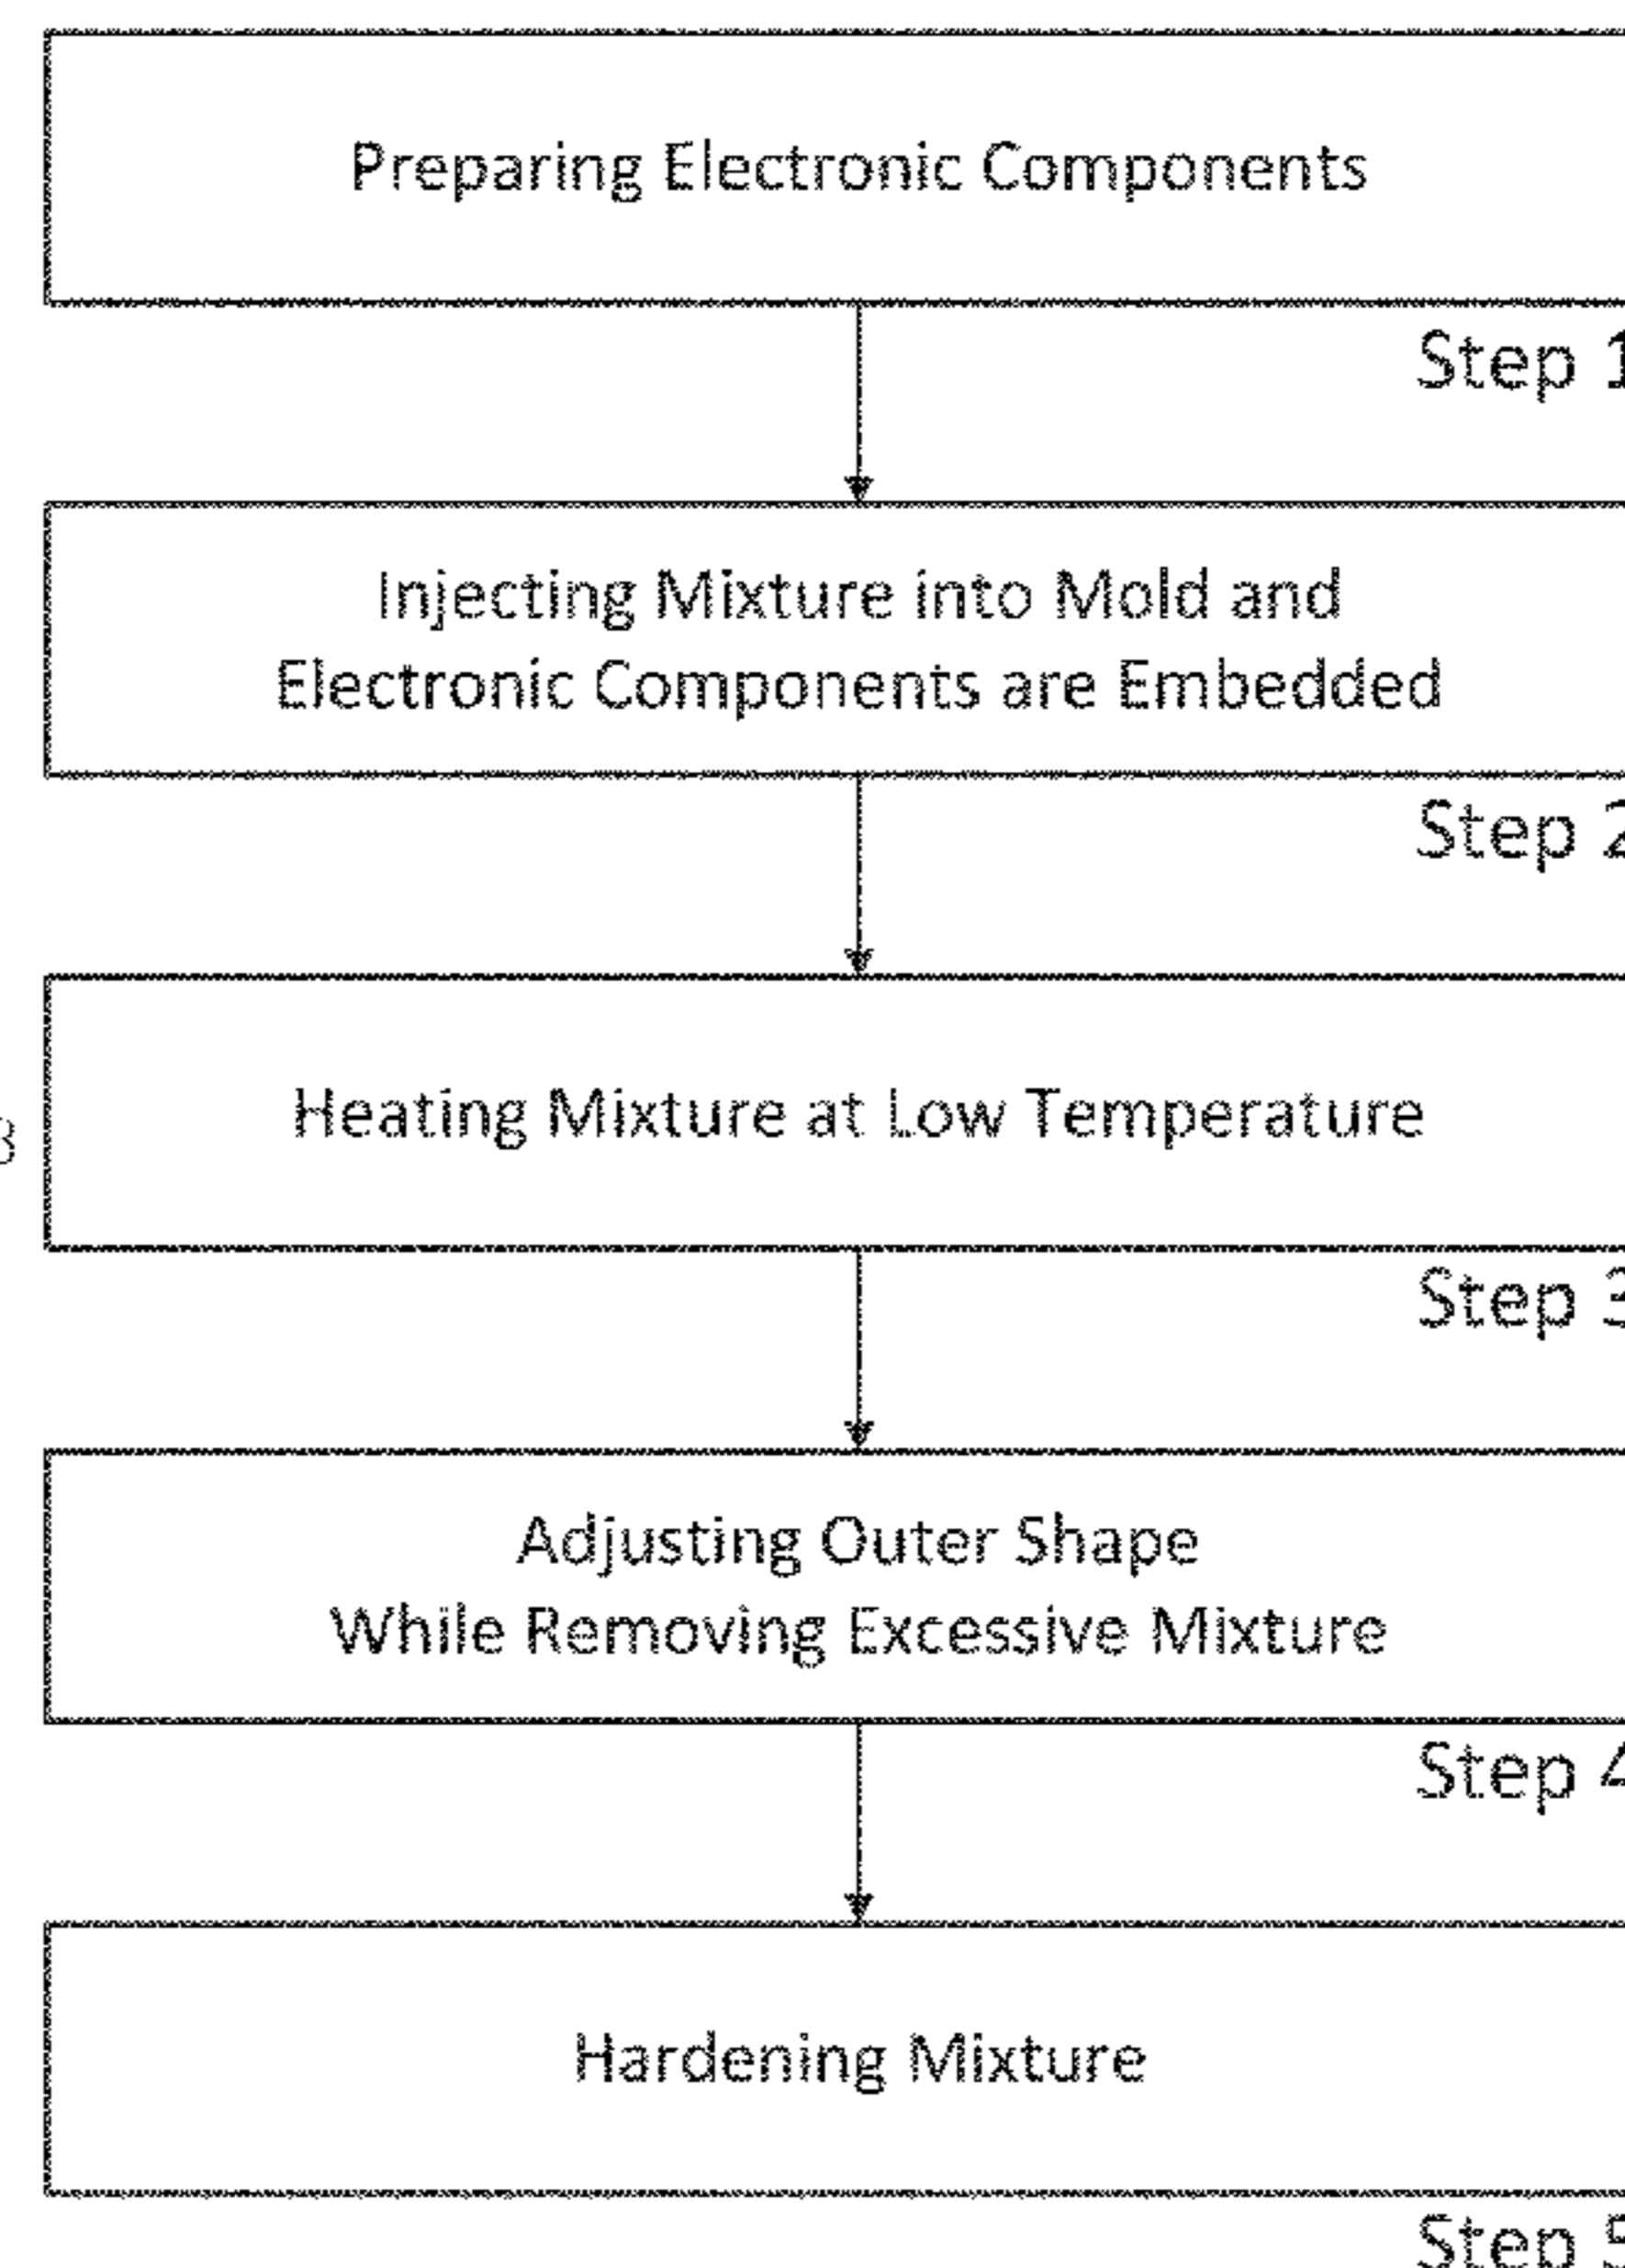 Preparing Electronic Components
Step 1
Injecting Mixture into Mold and
Electronic Components are Embedded
Step 2
Heating Mixture at Low Temperature
Step 3
Adjusting Outer Shape
While Removing Excessive Mixture
Step 4
Hardening Mixture
Step 5